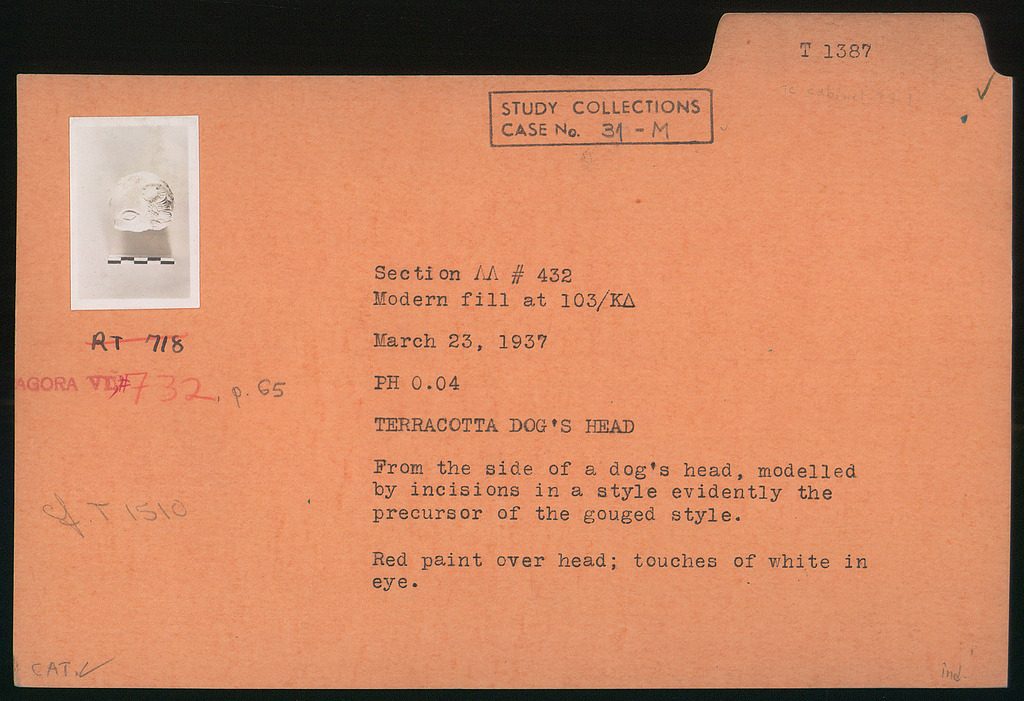 T 1387
STUDY COLLECTIONS
CASE No. 31 - M
Section ΛΛ # 432
Modern fill at 103/ΚΔ
RT 718
March 23, 1937
PH 0.04
AGORA VI,# 732, p. 65
TERRACOTTA DOG'S HEAD
From the side of a dog's head, modelled
by incisions in a style evidently the
precursor of the gouged style.
cf. T 1510
Red paint over head; touches of white in
eye.
CAT. ✓
ind.